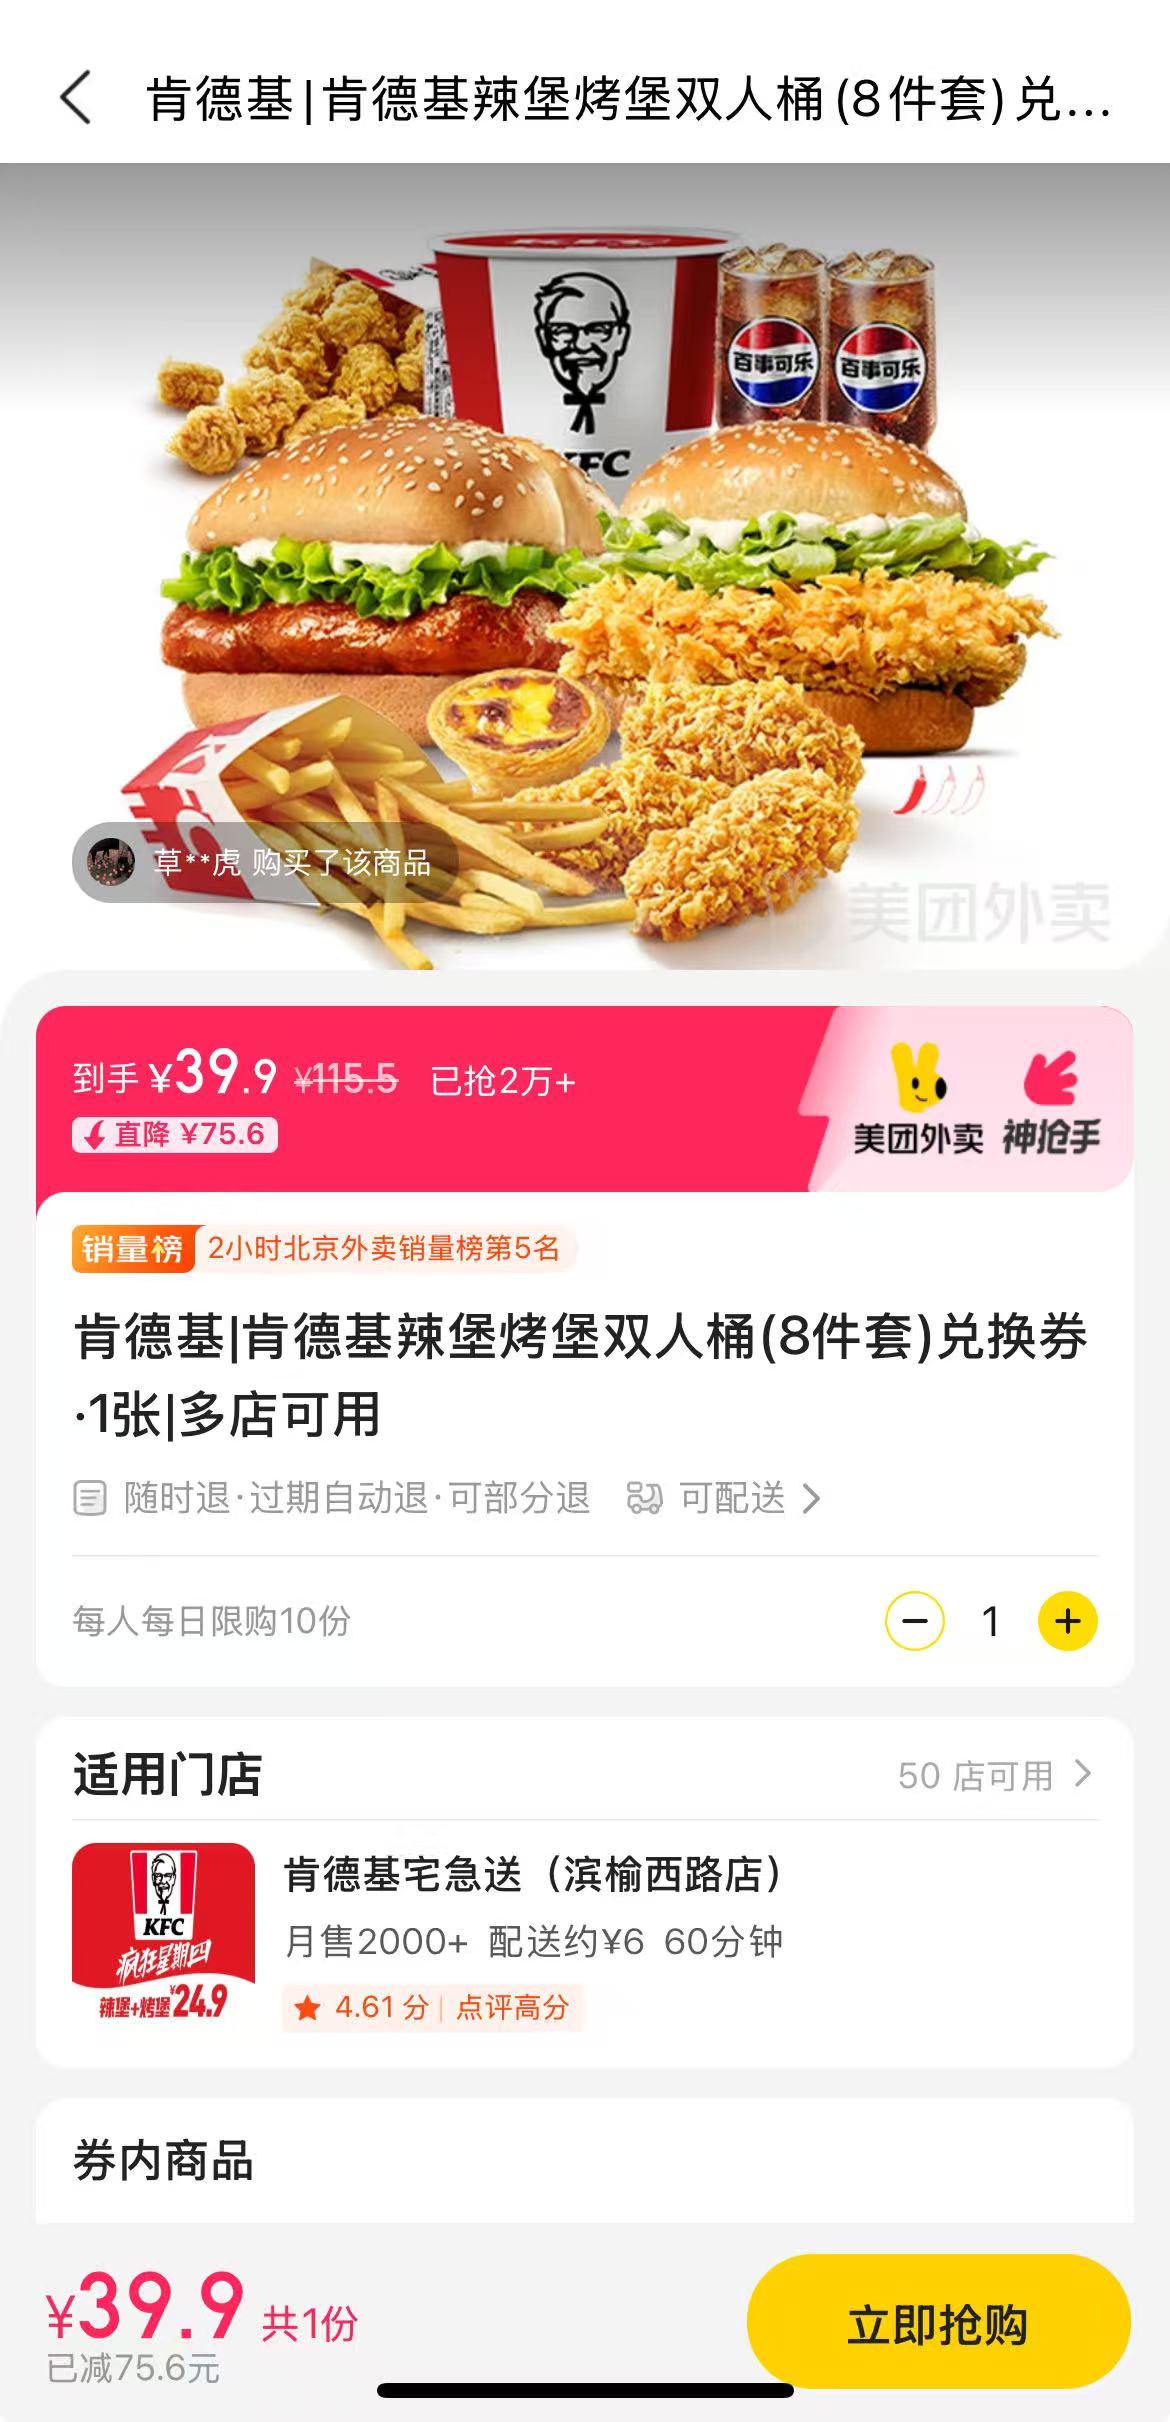 肯德基|肯德基辣堡烤堡双人桶(8件套)兑...
KFC
百事可乐
百事可乐
KFC
KFC
草**虎 购买了该商品
美团外卖
到手 ¥39.9 ¥115.5 已抢2万+
直降 ¥75.6
美团外卖 神抢手
销量榜 2小时北京外卖销量榜第5名
肯德基|肯德基辣堡烤堡双人桶(8件套)兑换券
·1张|多店可用
随时退·过期自动退·可部分退 可配送
每人每日限购10份
1
适用门店
50 店可用
KFC
疯狂星期四
辣堡+烤堡¥24.9
肯德基宅急送（滨榆西路店）
月售2000+ 配送约¥6 60分钟
4.61 分 | 点评高分
券内商品
¥39.9 共1份
已减75.6元
立即抢购